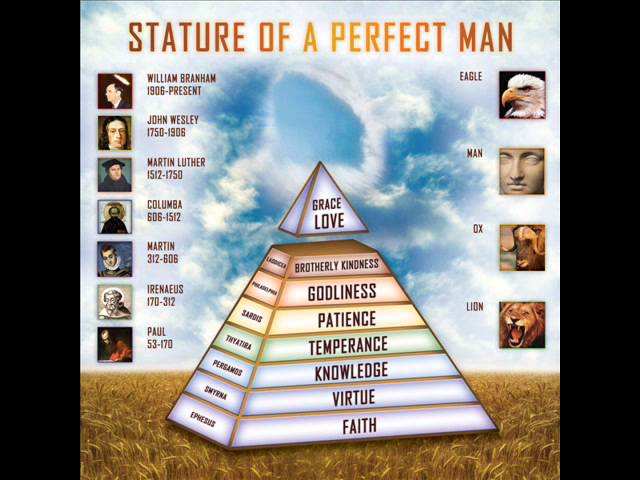 STATURE OF A PERFECT MAN
WILLIAM BRANHAM
1906-PRESENT
JOHN WESLEY
1750-1906
MARTIN LUTHER
1512-1750
COLUMBA
606-1512
MARTIN
312-606
IRENAEUS
170-312
PAUL
53-170
EAGLE
MAN
OX
LION
GRACE
LOVE
LAODICEA
BROTHERLY KINDNESS
PHILADELPHIA
GODLINESS
SARDIS
PATIENCE
THYATIRA
TEMPERANCE
PERGAMOS
KNOWLEDGE
SMYRNA
VIRTUE
EPHESUS
FAITH